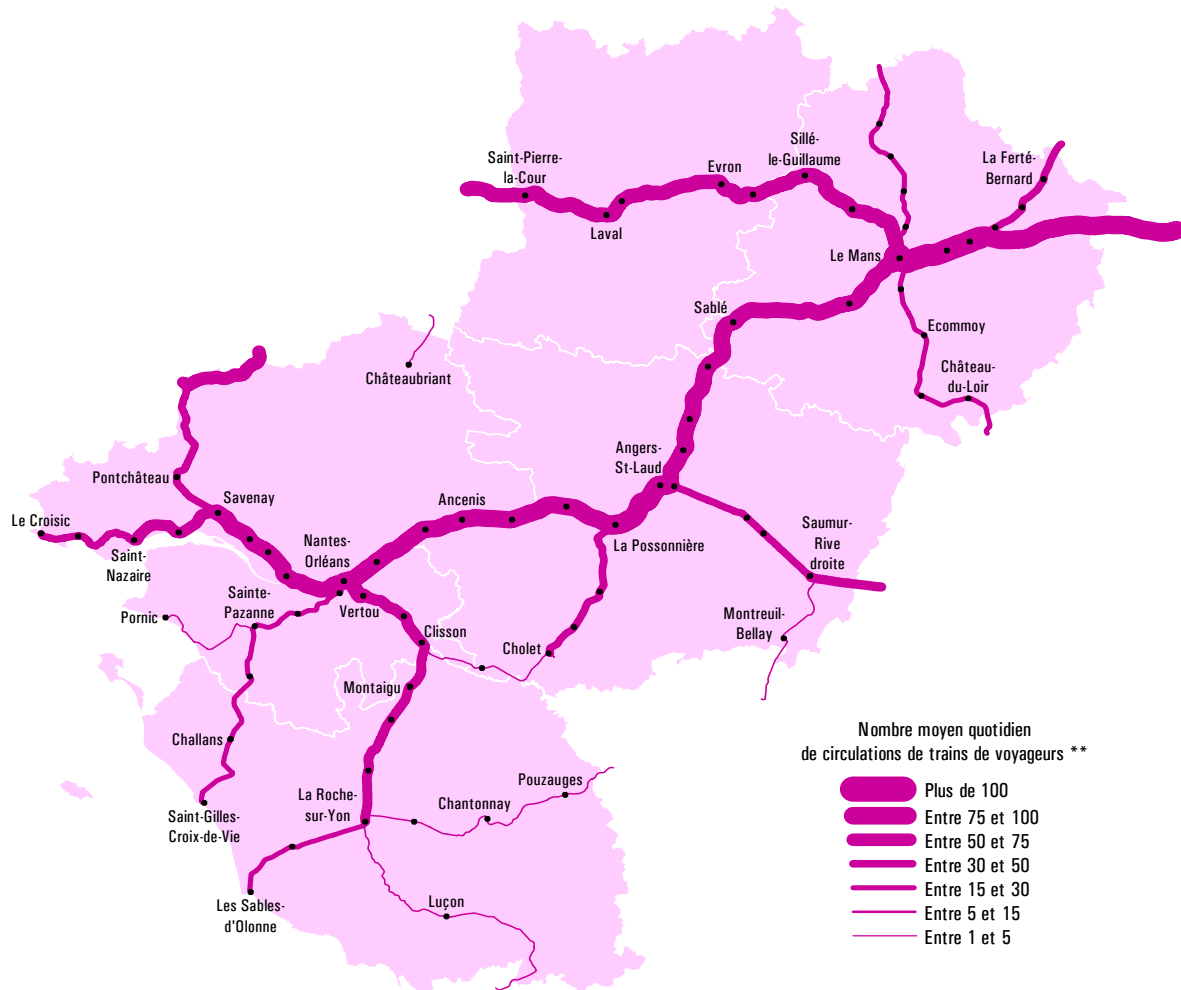 Saint-Pierre-
la-Cour
Evron
Sillé-
le-Guillaume
La Ferté-
Bernard
Laval
Le Mans
Sablé
Ecommoy
Château-
du-Loir
Châteaubriant
Angers-
St-Laud
Pontchâteau
Savenay
Ancenis
Le Croisic
Saint-
Nazaire
Nantes-
Orléans
La Possonnière
Saumur-
Rive
droite
Sainte-
Pazanne
Vertou
Pornic
Clisson
Cholet
Montreuil-
Bellay
Montaigu
Challans
Saint-Gilles-
Croix-de-Vie
La Roche-
sur-Yon
Chantonnay
Pouzauges
Les Sables-
d'Olonne
Luçon
Nombre moyen quotidien
de circulations de trains de voyageurs **
Plus de 100
Entre 75 et 100
Entre 50 et 75
Entre 30 et 50
Entre 15 et 30
Entre 5 et 15
Entre 1 et 5